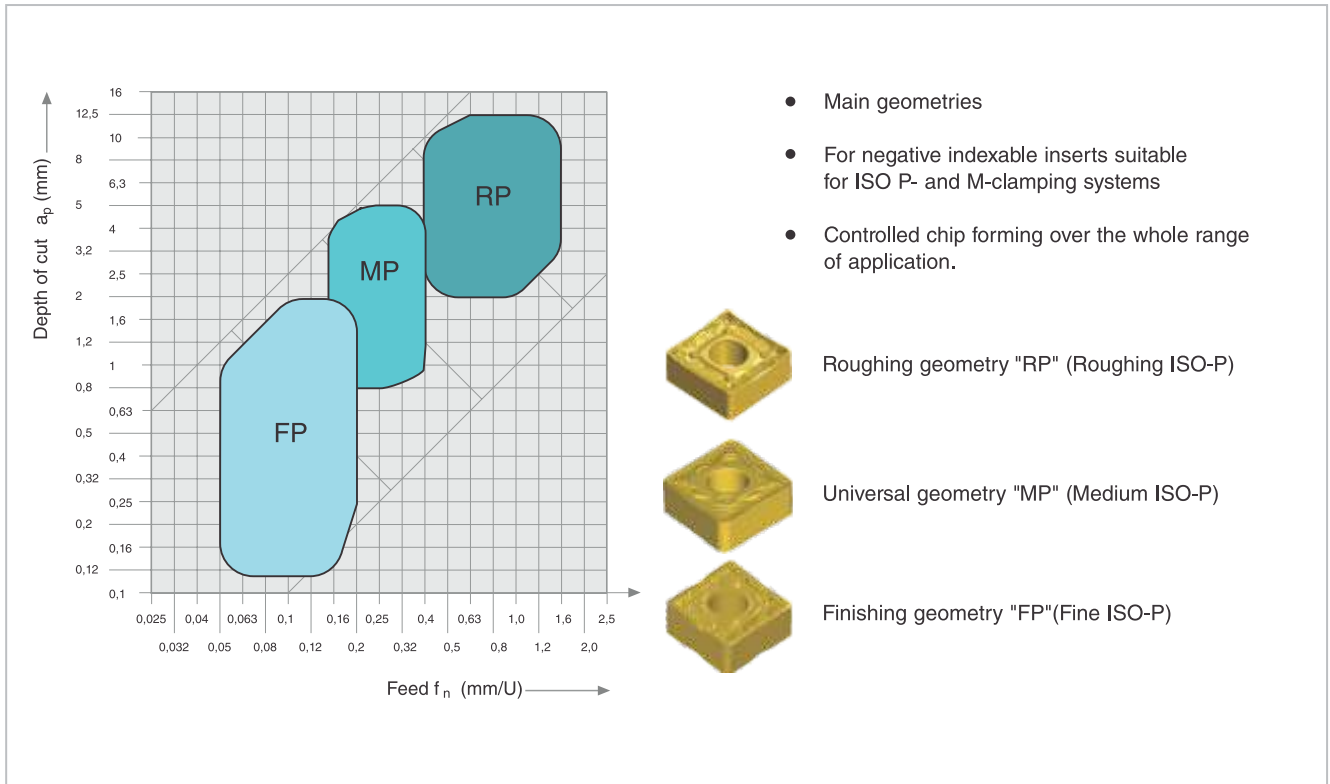 Depth of cut ap (mm)
16
12,5
10
8
6,3
5
4
3,2
2,5
2
1,6
1,2
1
0,8
0,63
0,5
0,4
0,32
0,25
0,2
0,16
0,12
0,1
RP
MP
FP
0,025 0,04 0,063 0,1 0,16 0,25 0,4 0,63 1,0 1,6 2,5
0,032 0,05 0,08 0,12 0,2 0,32 0,5 0,8 1,2 2,0
Feed fn (mm/U)
● Main geometries
● For negative indexable inserts suitable
for ISO P- and M-clamping systems
● Controlled chip forming over the whole range
of application.
Roughing geometry "RP" (Roughing ISO-P)
Universal geometry "MP" (Medium ISO-P)
Finishing geometry "FP"(Fine ISO-P)